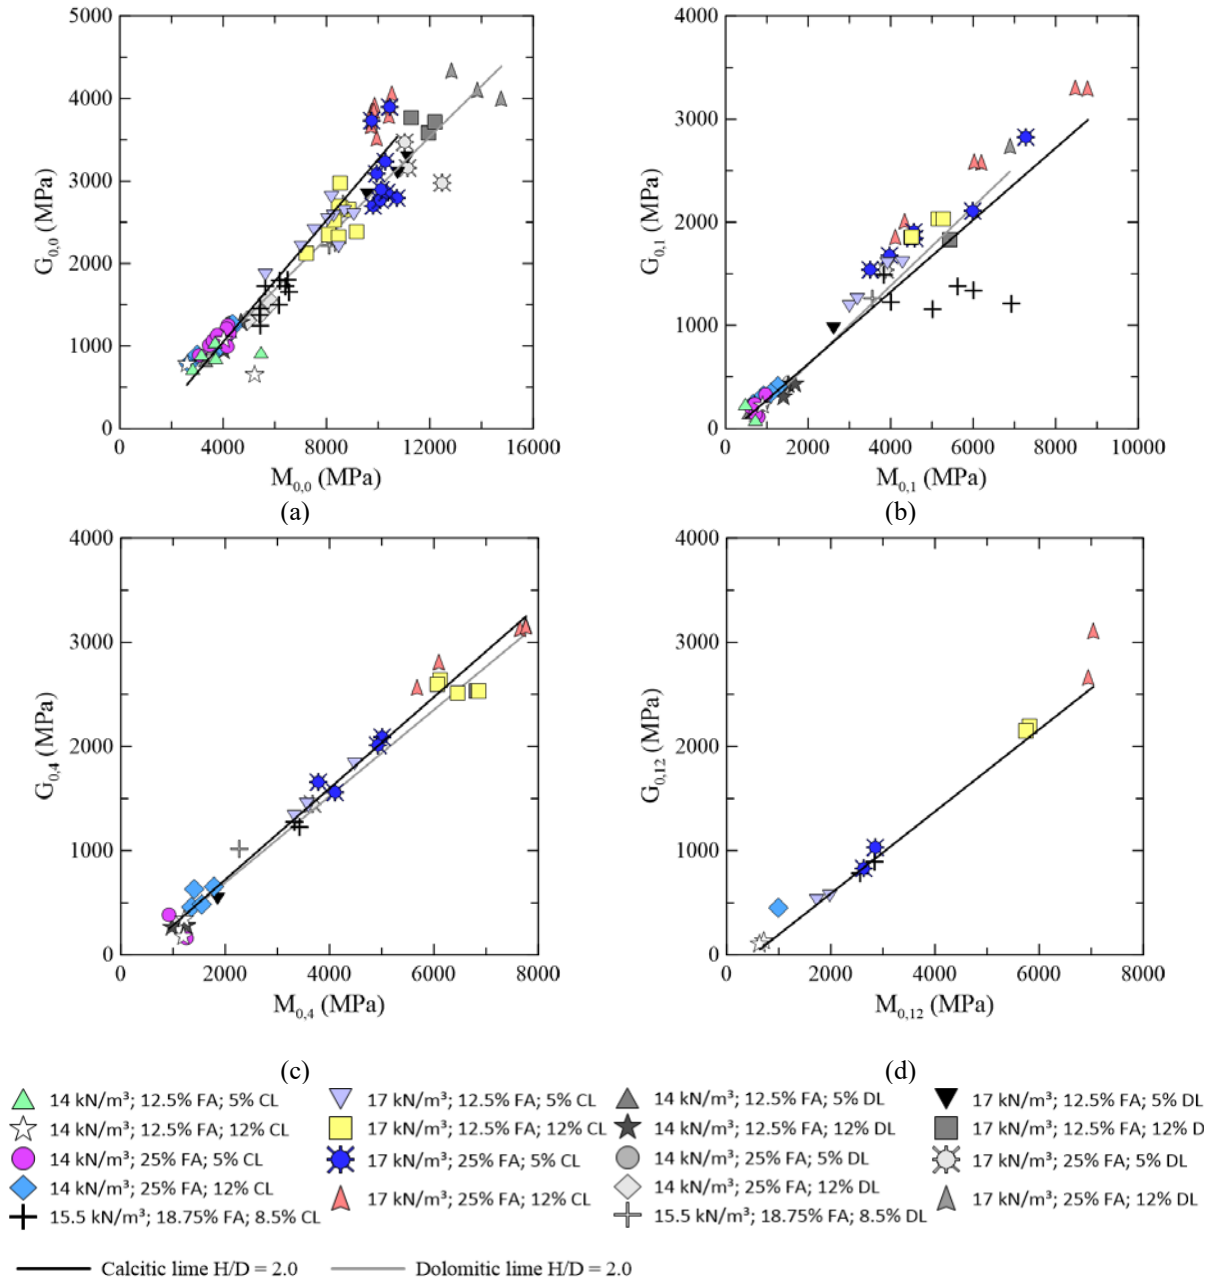 5000
4000
3000
2000
1000
0
G0,0 (MPa)
0 4000 8000 12000 16000
M0,0 (MPa)
(a)
4000
3000
2000
1000
0
G0,1 (MPa)
0 2000 4000 6000 8000 10000
M0,1 (MPa)
(b)
4000
3000
2000
1000
0
G0,4 (MPa)
0 2000 4000 6000 8000
M0,4 (MPa)
(c)
4000
3000
2000
1000
0
G0,12 (MPa)
0 2000 4000 6000 8000
M0,12 (MPa)
(d)
14 kN/m³; 12.5% FA; 5% CL
14 kN/m³; 12.5% FA; 12% CL
14 kN/m³; 25% FA; 5% CL
14 kN/m³; 25% FA; 12% CL
15.5 kN/m³; 18.75% FA; 8.5% CL
17 kN/m³; 12.5% FA; 5% CL
17 kN/m³; 12.5% FA; 12% CL
17 kN/m³; 25% FA; 5% CL
17 kN/m³; 25% FA; 12% CL
14 kN/m³; 12.5% FA; 5% DL
14 kN/m³; 12.5% FA; 12% DL
14 kN/m³; 25% FA; 5% DL
14 kN/m³; 25% FA; 12% DL
15.5 kN/m³; 18.75% FA; 8.5% DL
17 kN/m³; 12.5% FA; 5% DL
17 kN/m³; 12.5% FA; 12% D
17 kN/m³; 25% FA; 5% DL
17 kN/m³; 25% FA; 12% DL
Calcitic lime H/D = 2.0
Dolomitic lime H/D = 2.0